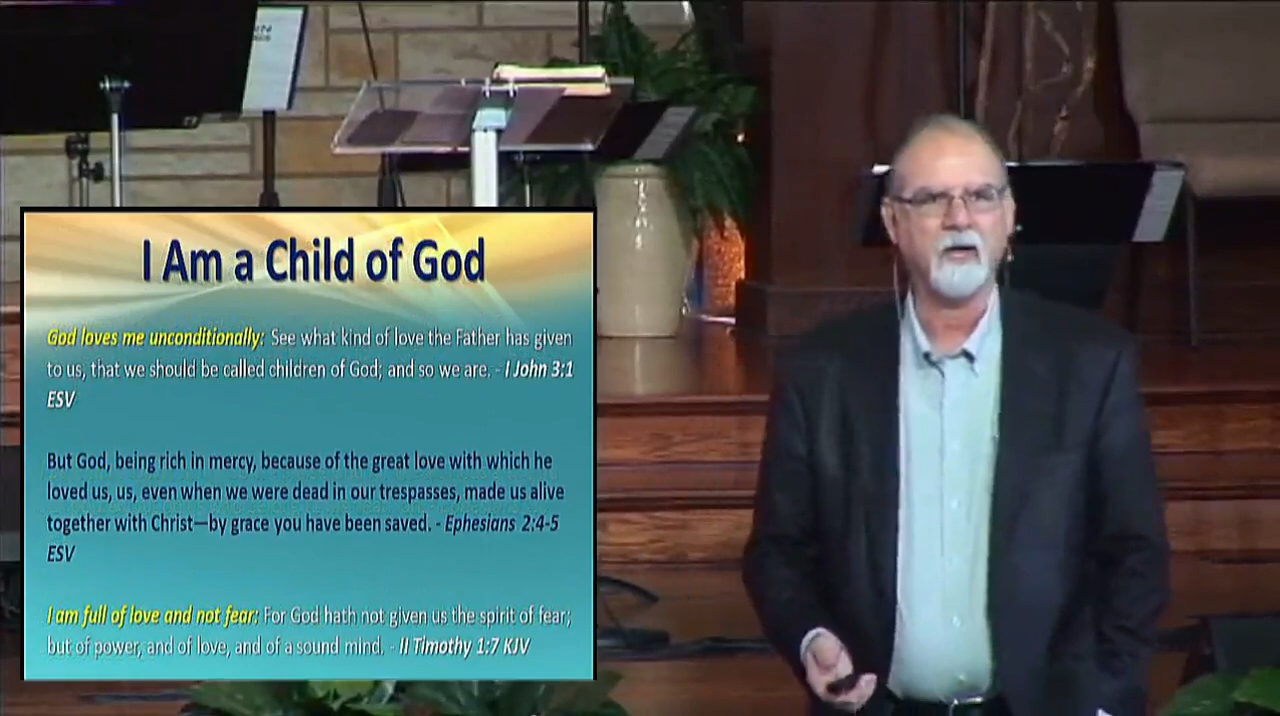 I Am a Child of God
God loves me unconditionally: See what kind of love the Father has given
to us, that we should be called children of God; and so we are. - I John 3:1
ESV
But God, being rich in mercy, because of the great love with which he
loved us, us, even when we were dead in our trespasses, made us alive
together with Christ—by grace you have been saved. - Ephesians 2:4-5
ESV
I am full of love and not fear: For God hath not given us the spirit of fear;
but of power, and of love, and of a sound mind. - II Timothy 1:7 KJV